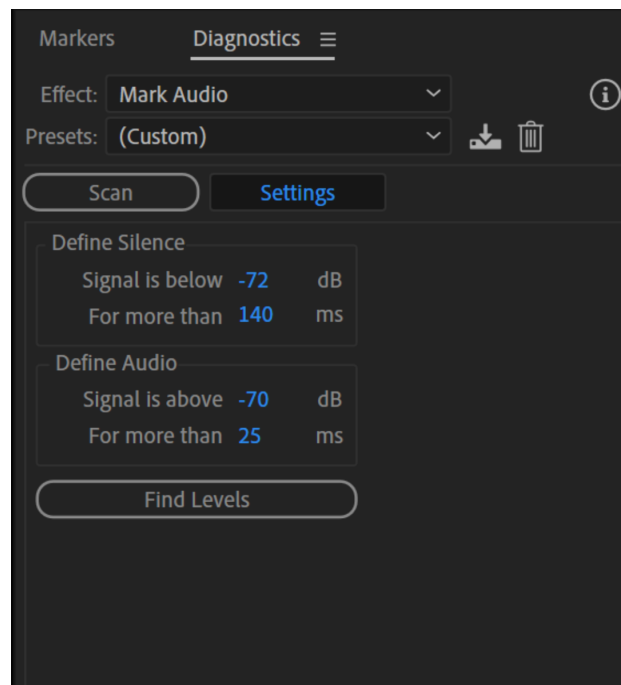 Markers Diagnostics
Effect: Mark Audio
Presets: (Custom)
Scan Settings
Define Silence
Signal is below -72 dB
For more than 140 ms
Define Audio
Signal is above -70 dB
For more than 25 ms
Find Levels